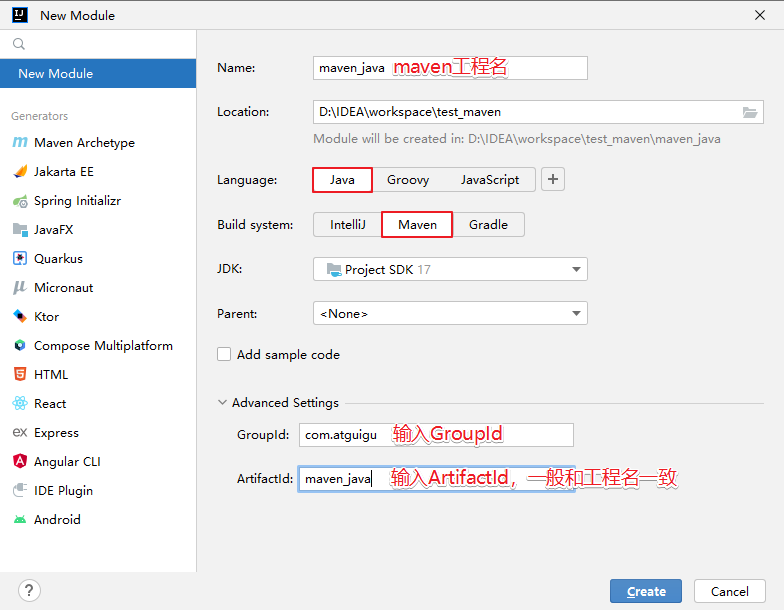 New Module
New Module
Name: maven_java maven工程名
Location: D:\IDEA\workspace\test_maven
Module will be created in: D:\IDEA\workspace\test_maven\maven_java
Language: Java Groovy JavaScript +
Build system: IntelliJ Maven Gradle
JDK: Project SDK 17
Parent: <None>
Add sample code
Advanced Settings
GroupId: com.atguigu 输入GroupId
ArtifactId: maven_java 输入ArtifactId，一般和工程名一致
Generators
Maven Archetype
Jakarta EE
Spring Initializr
JavaFX
Quarkus
Micronaut
Ktor
Compose Multiplatform
HTML
React
Express
Angular CLI
IDE Plugin
Android
? Create Cancel